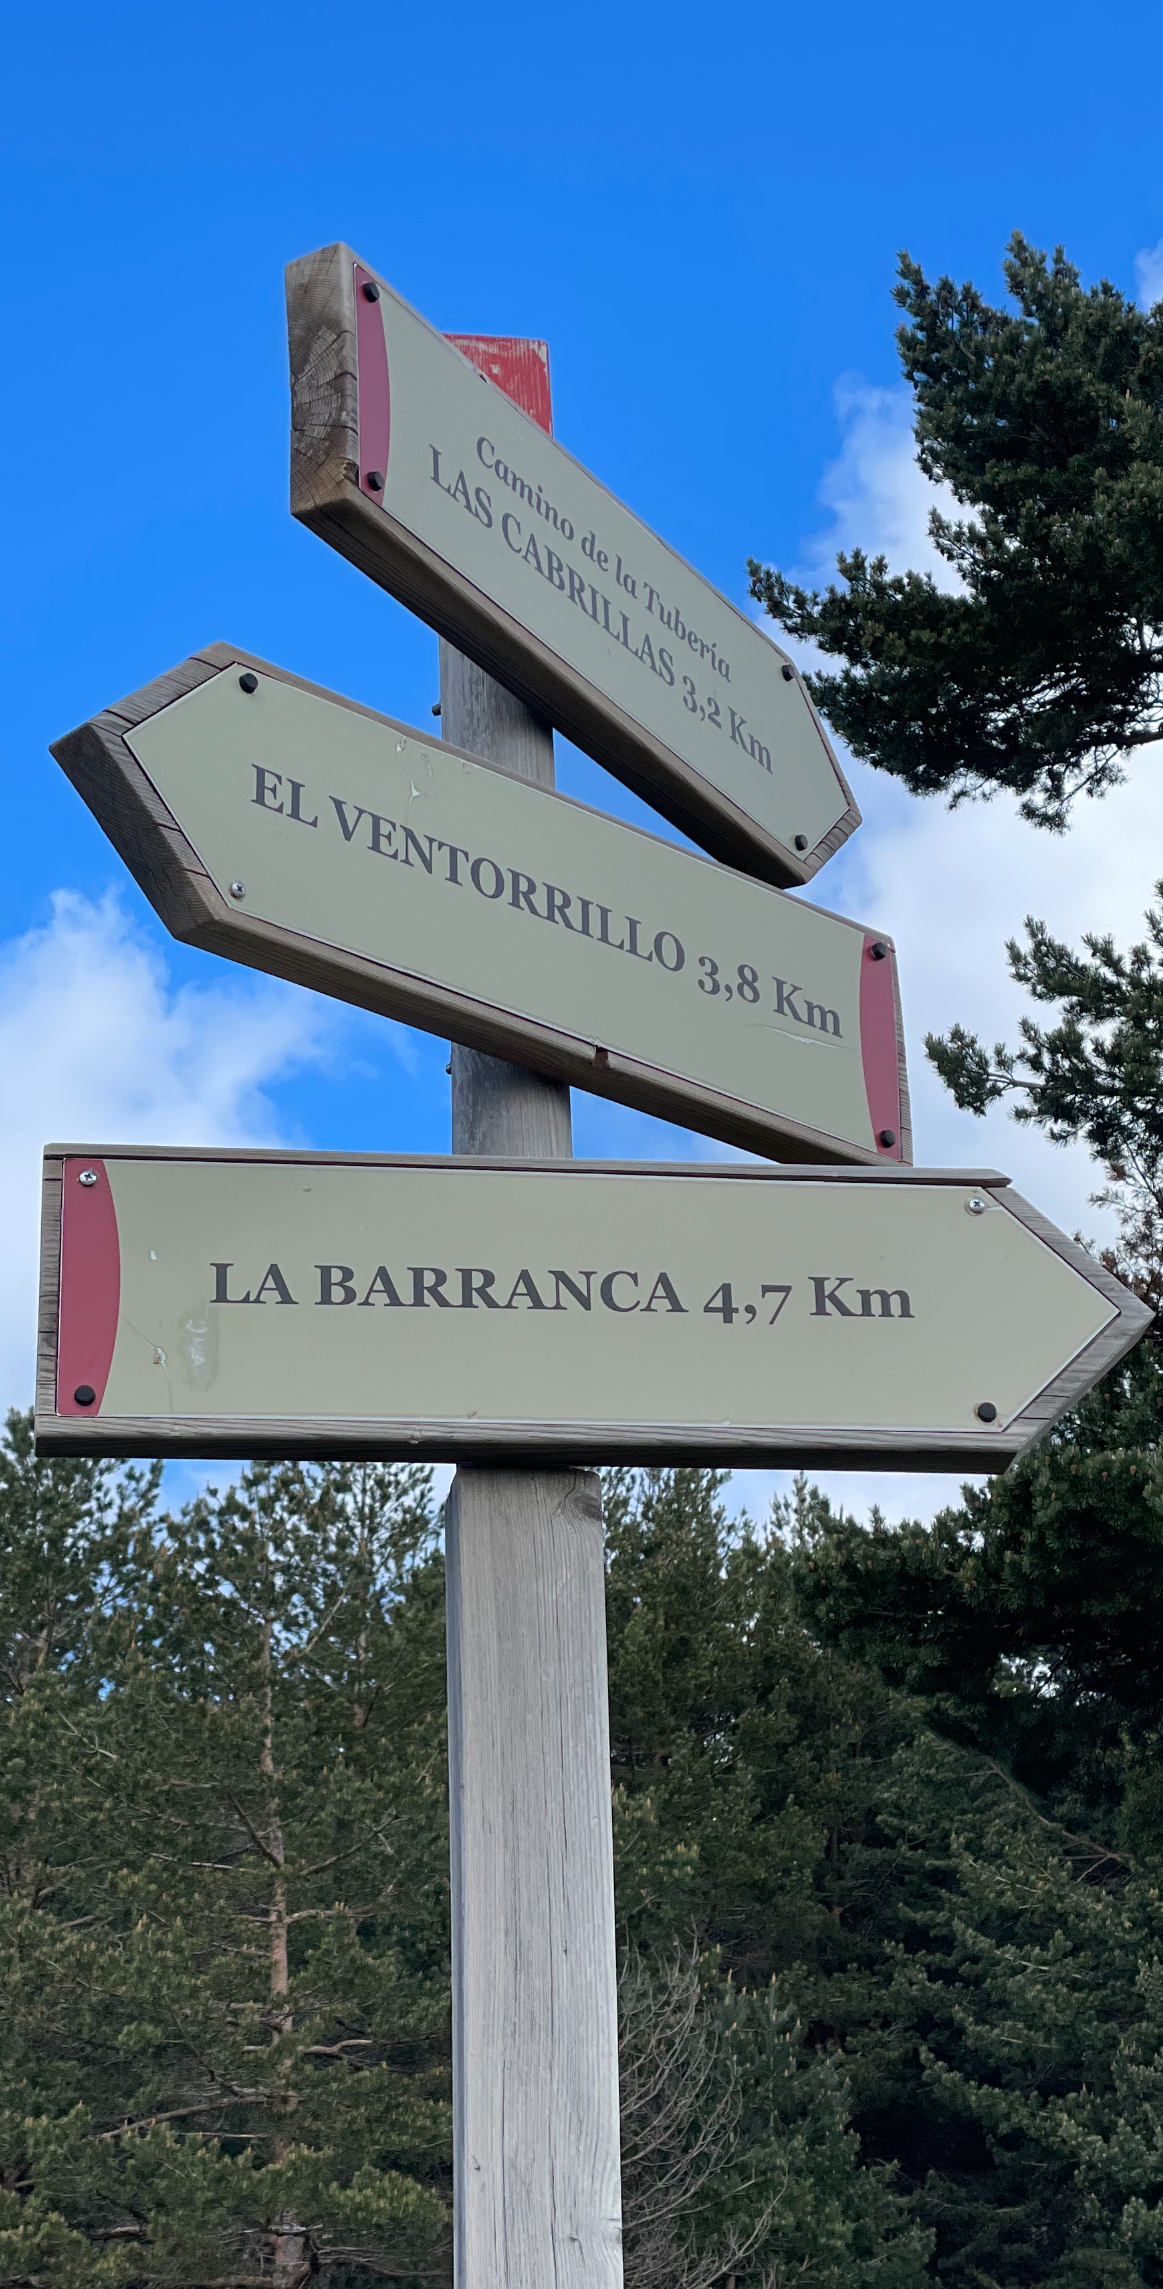 Camino de la Tubería
LAS CABRILLAS 3,2 Km
EL VENTORRILLO 3,8 Km
LA BARRANCA 4,7 Km